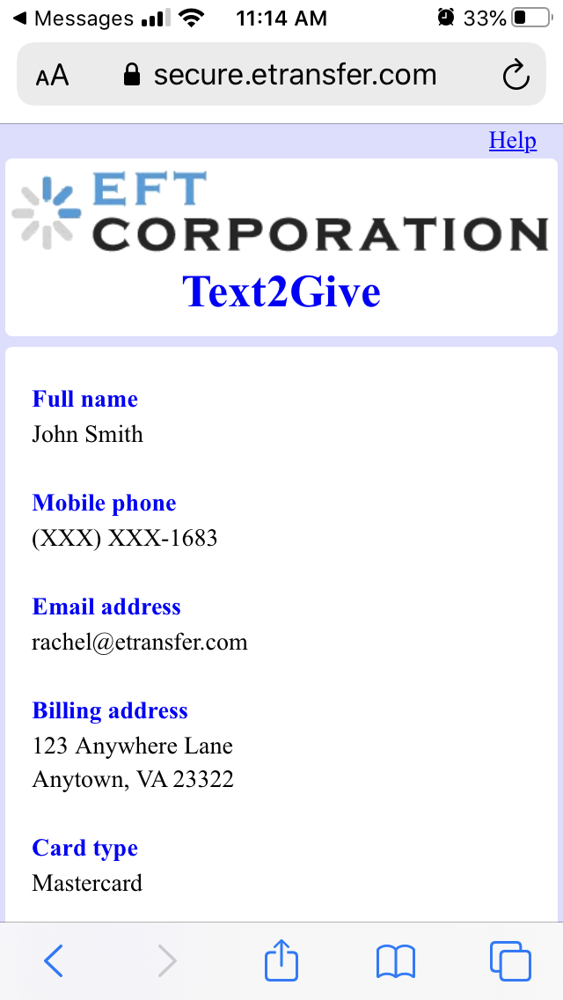 Messages 11:14 AM 33%
AA secure.etransfer.com
Help
EFT
CORPORATION
Text2Give
Full name
John Smith
Mobile phone
(XXX) XXX-1683
Email address
rachel@etransfer.com
Billing address
123 Anywhere Lane
Anytown, VA 23322
Card type
Mastercard